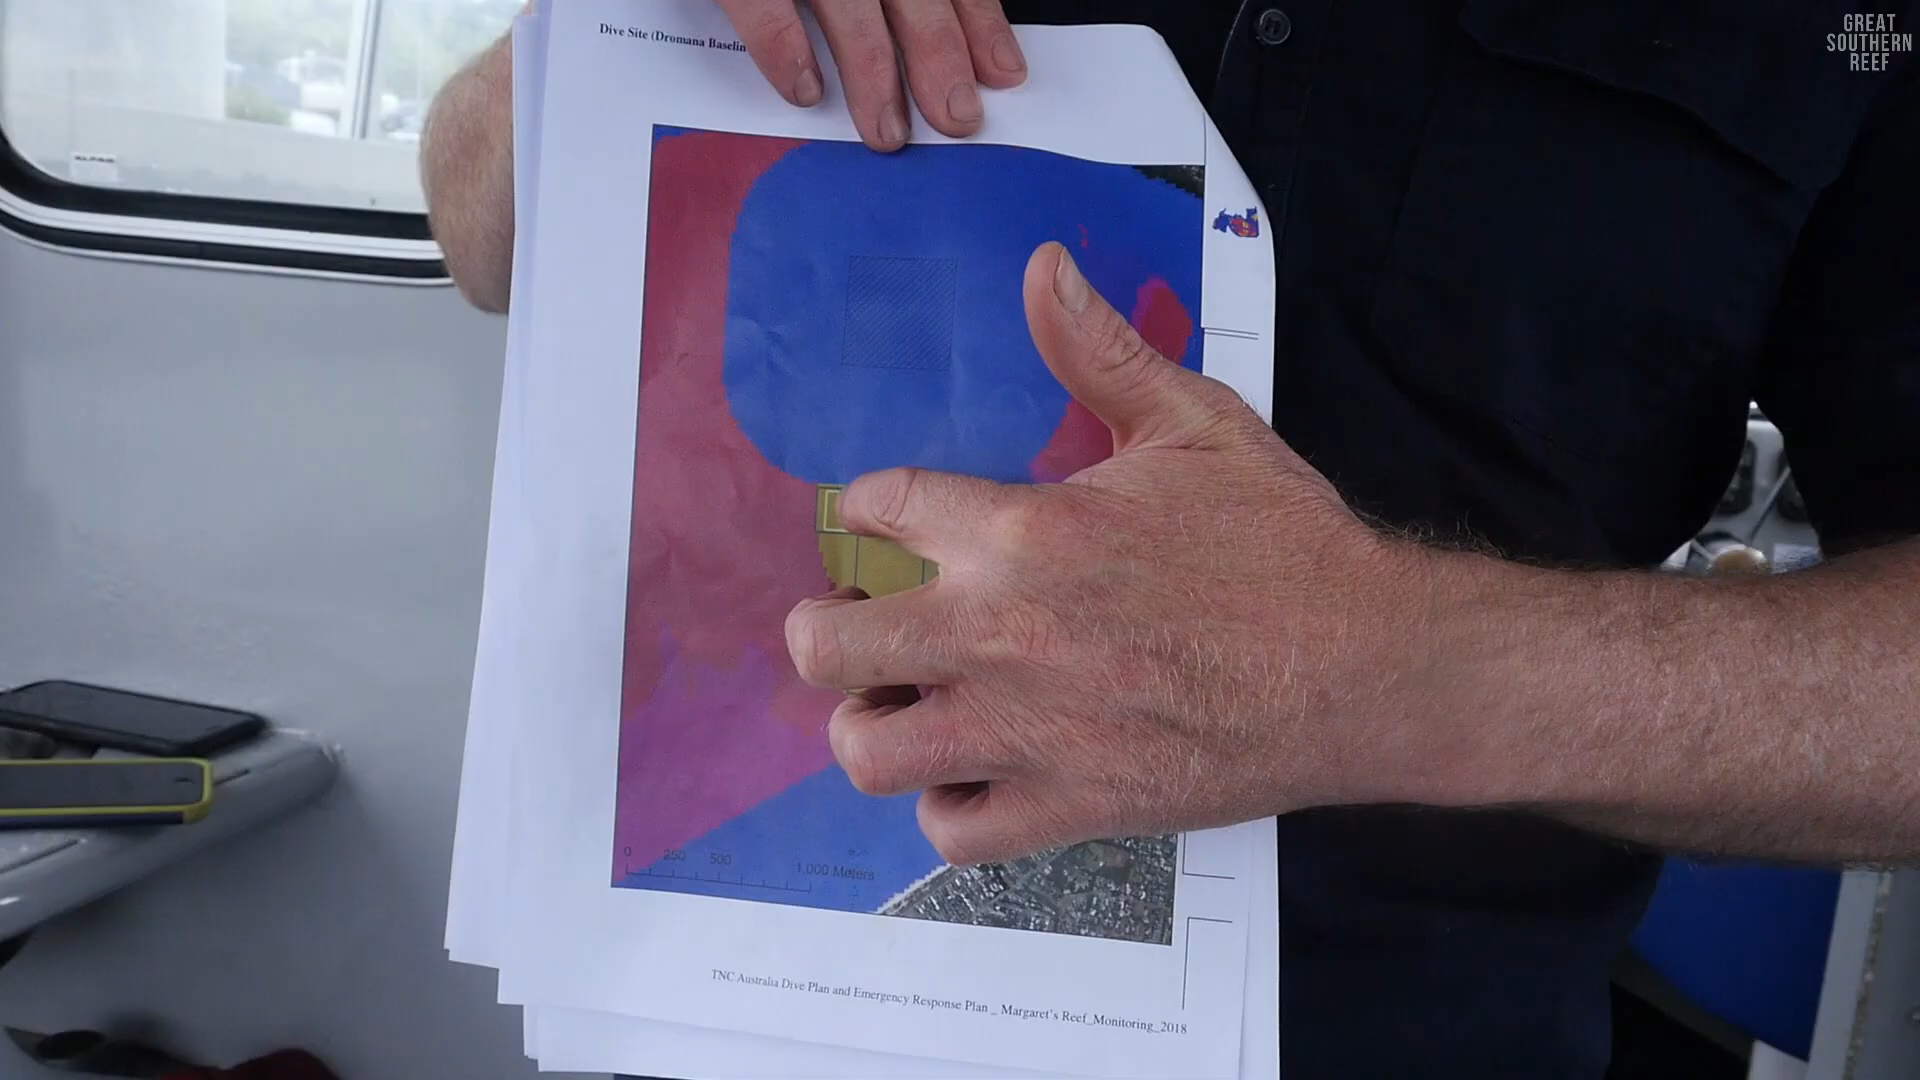 GREAT
SOUTHERN
REEF
Dive Site (Dromana Baselin
0 250 500 1,000 Meters
TNC Australia Dive Plan and Emergency Response Plan _ Margaret's Reef_Monitoring_2018